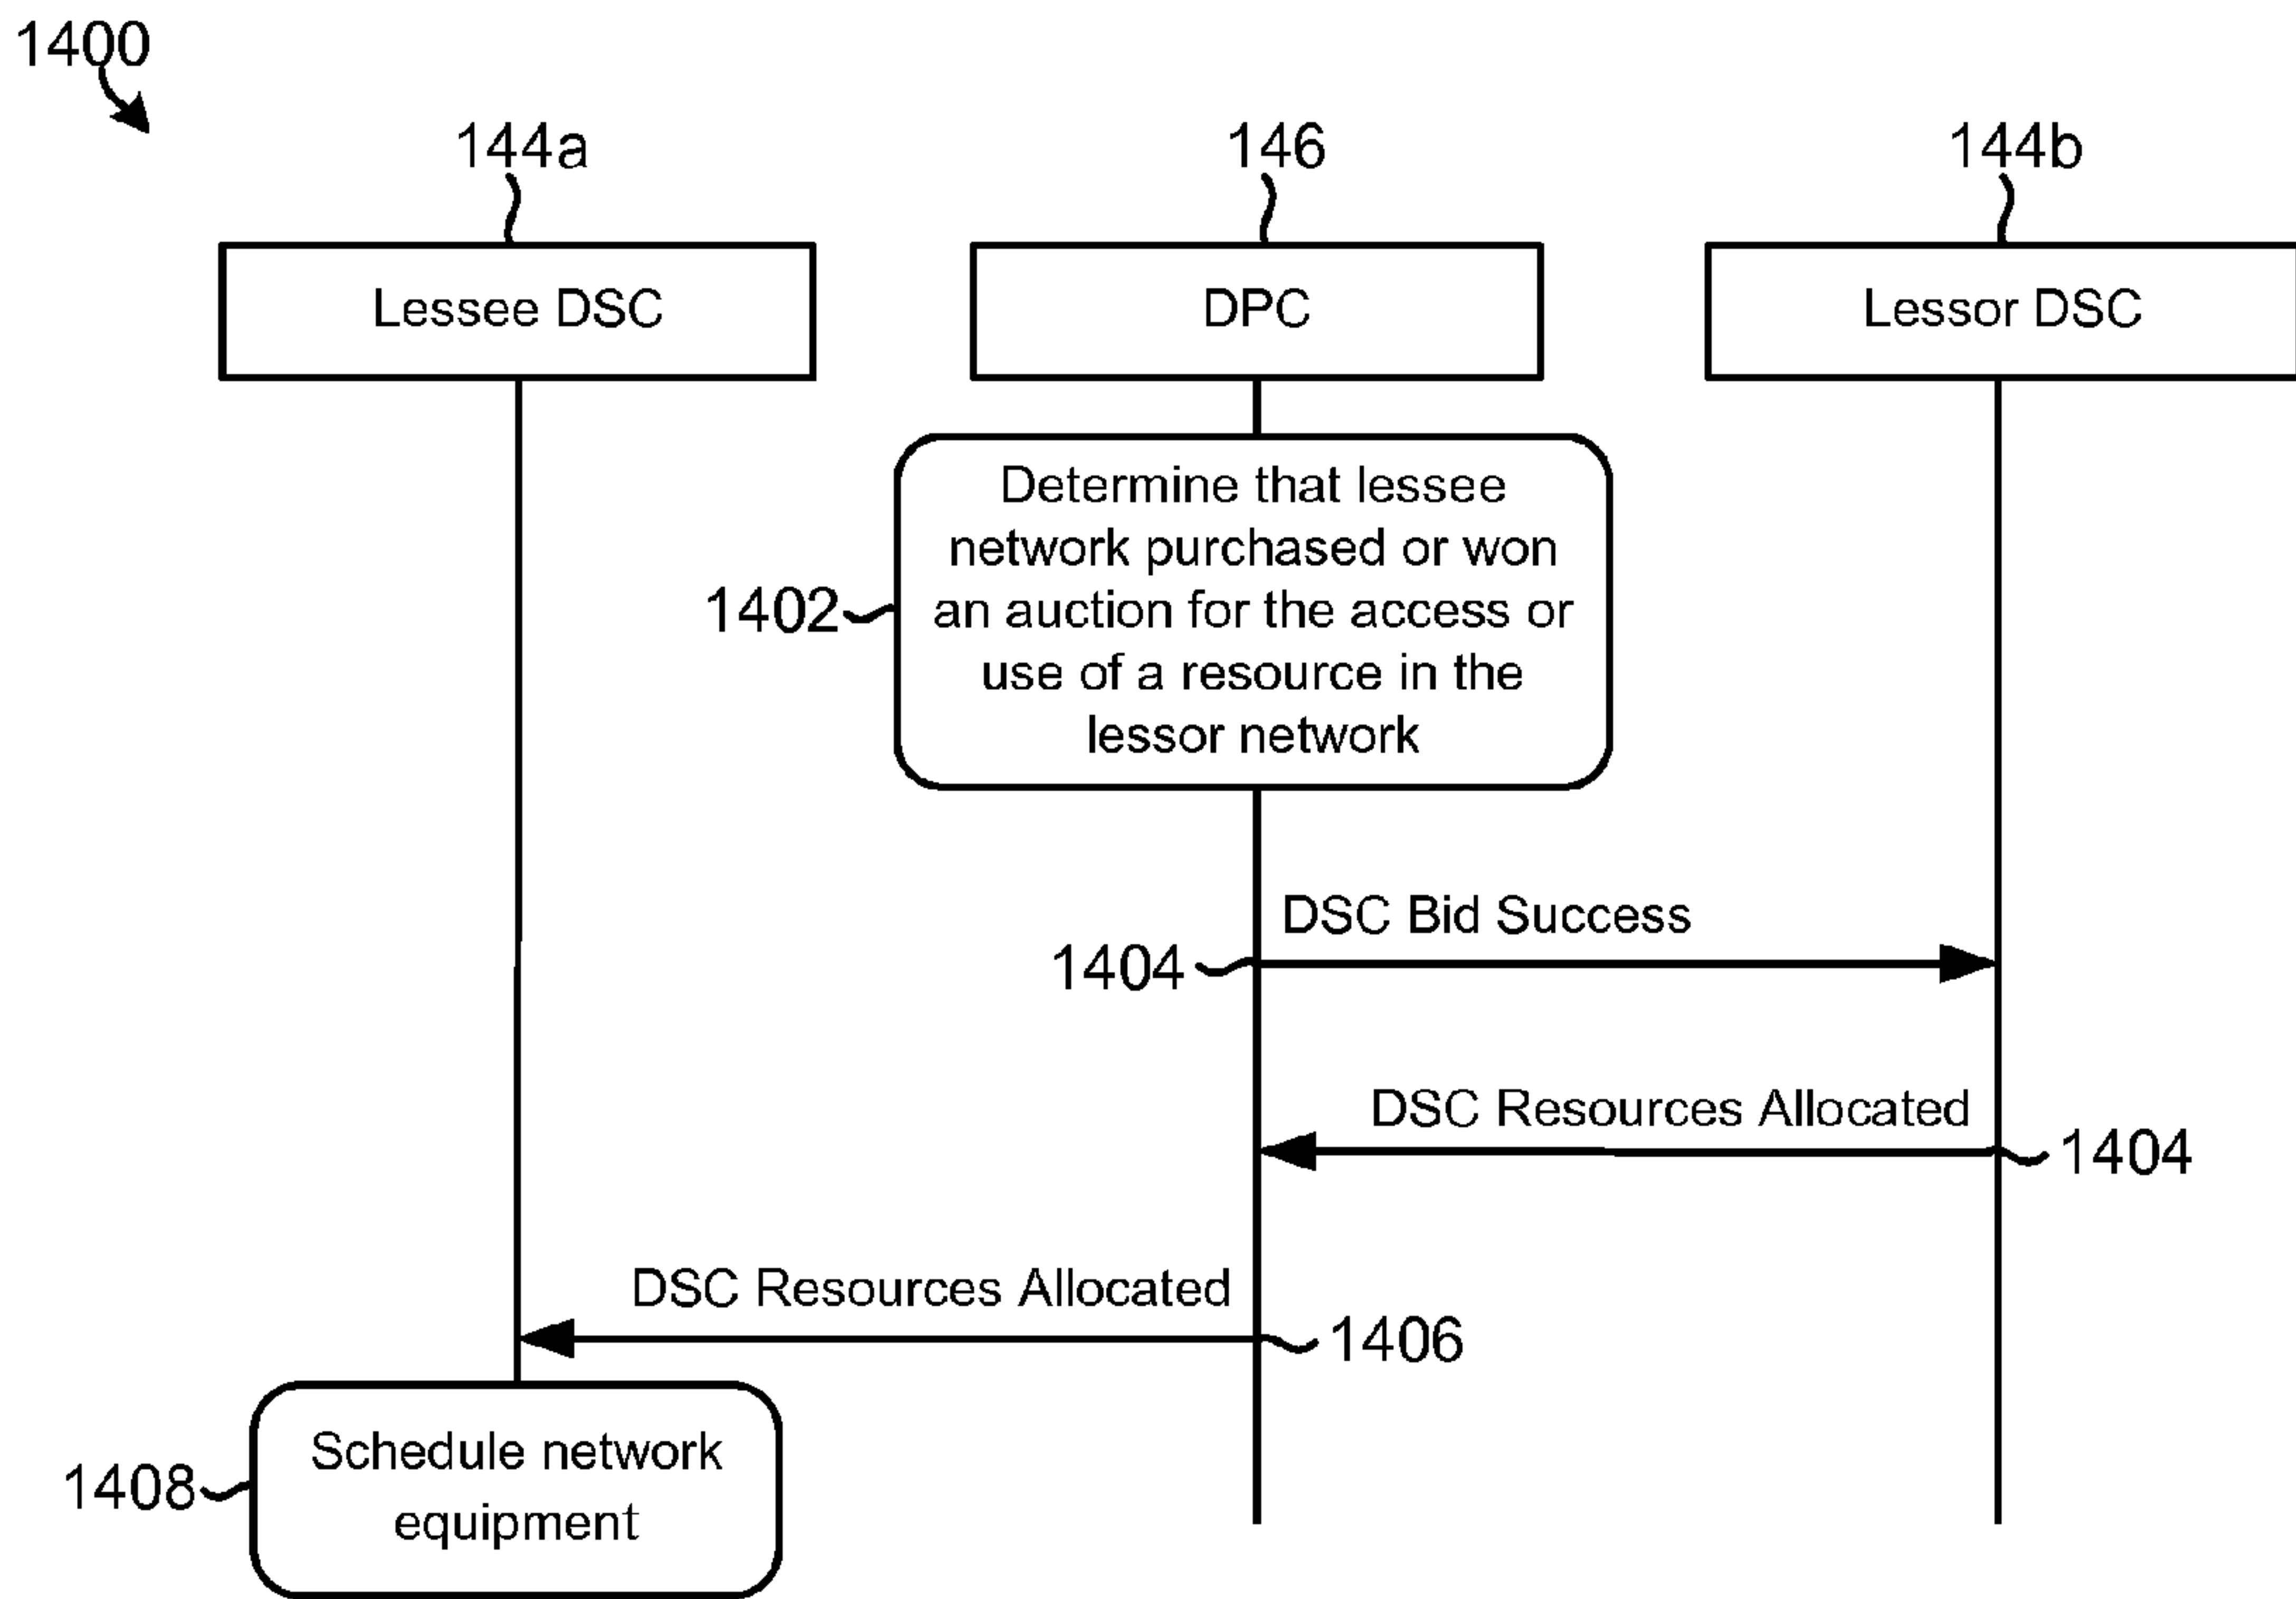 1400
144a
146
144b
Lessee DSC
DPC
Lessor DSC
Determine that lessee
network purchased or won
an auction for the access or
use of a resource in the
lessor network
1402
DSC Bid Success
1404
DSC Resources Allocated
1404
DSC Resources Allocated
1406
Schedule network
equipment
1408